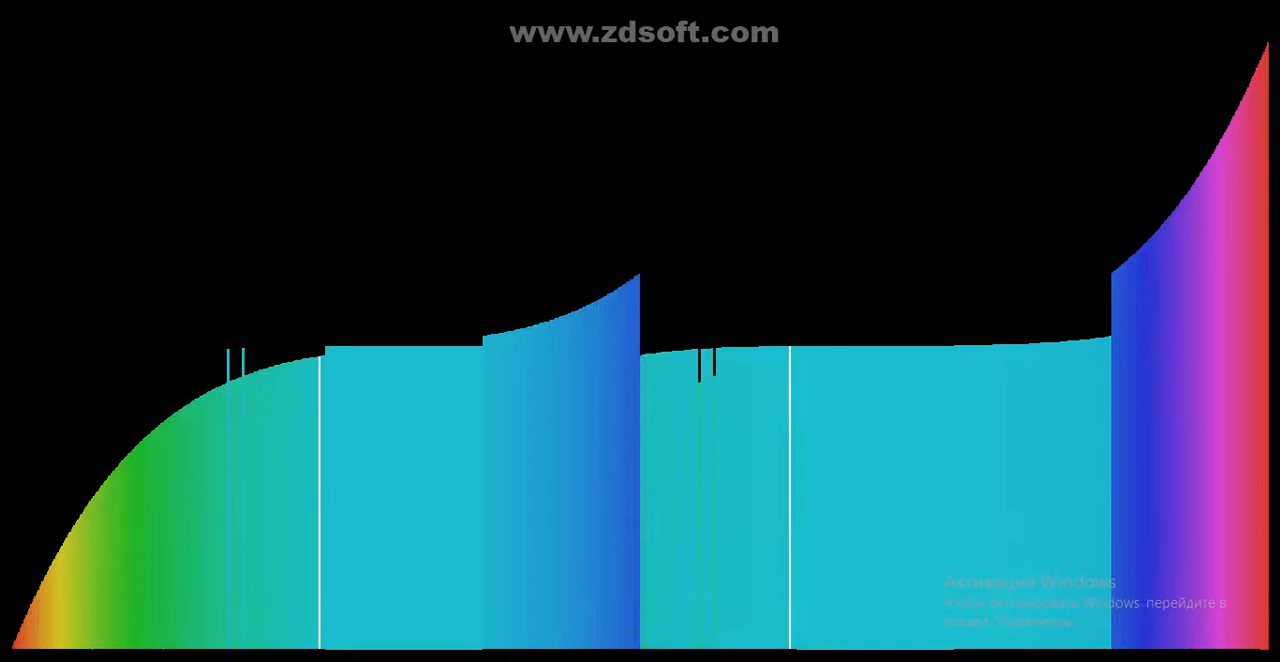 www.zdsoft.com
Активация Windows
Чтобы активировать Windows, перейдите в
раздел "Параметры".